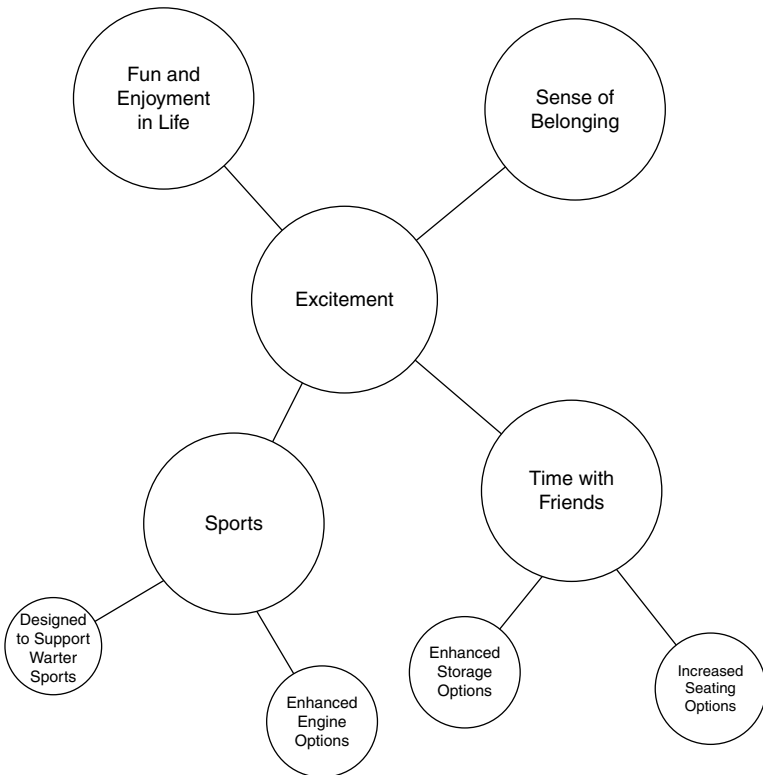 Fun and
Enjoyment
in Life
Sense of
Belonging
Excitement
Sports
Time with
Friends
Designed
to Support
Warter
Sports
Enhanced
Engine
Options
Enhanced
Storage
Options
Increased
Seating
Options